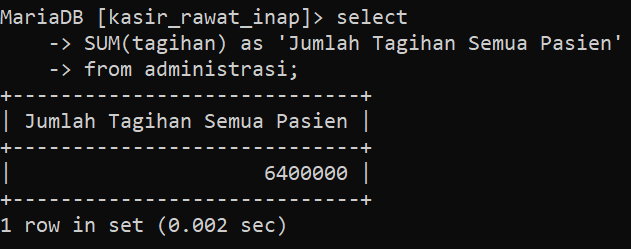 MariaDB [kasir_rawat_inap]> select
    -> SUM(tagihan) as 'Jumlah Tagihan Semua Pasien'
    -> from administrasi;
+-----------------------------+
| Jumlah Tagihan Semua Pasien |
+-----------------------------+
|                     6400000 |
+-----------------------------+
1 row in set (0.002 sec)